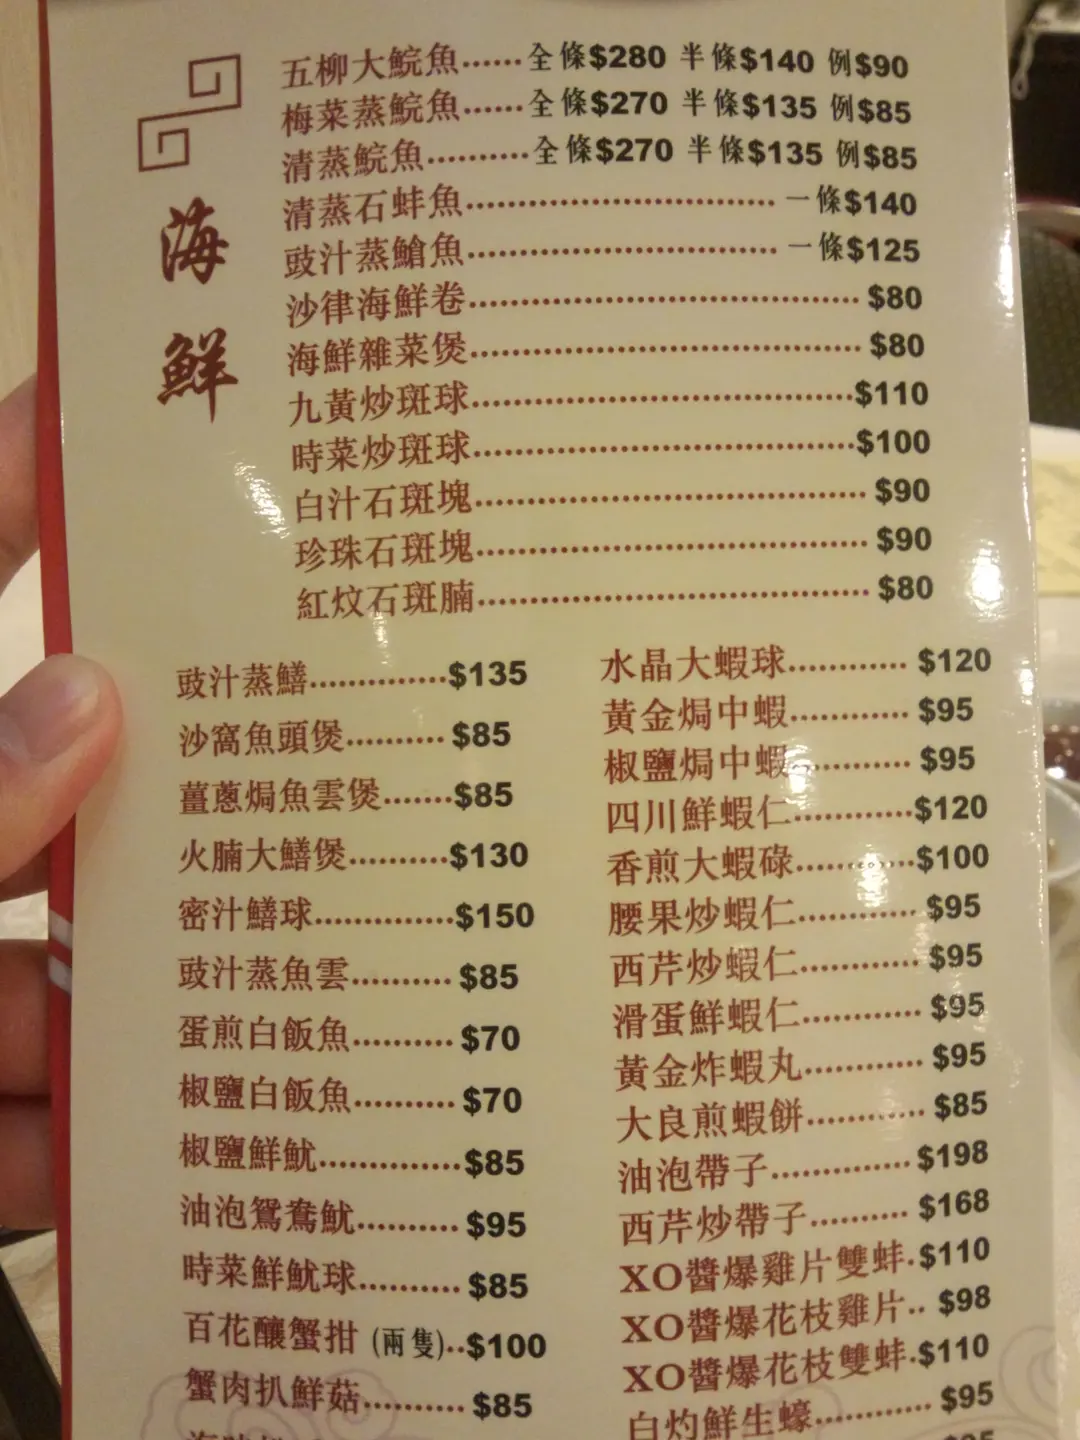 海鮮
五柳大鯇魚......全條$280 半條$140 例$90
梅菜蒸鯇魚......全條$270 半條$135 例$85
清蒸鯇魚..........全條$270 半條$135 例$85
清蒸石蚌魚..............................一條$140
豉汁蒸鯧魚..............................一條$125
沙律海鮮卷......................................$80
海鮮雜菜煲......................................$80
九黃炒斑球.....................................$110
時菜炒斑球.....................................$100
白汁石斑塊......................................$90
珍珠石斑塊......................................$90
紅炆石斑腩......................................$80
豉汁蒸鱔..............$135
沙窩魚頭煲..........$85
薑蔥焗魚雲煲.......$85
火腩大鱔煲..........$130
密汁鱔球..............$150
豉汁蒸魚雲..........$85
蛋煎白飯魚..........$70
椒鹽白飯魚..........$70
椒鹽鮮魷..............$85
油泡鴛鴦魷..........$95
時菜鮮魷球..........$85
百花釀蟹拑 (兩隻)..$100
蟹肉扒鮮菇..........$85
水晶大蝦球............$120
黃金焗中蝦............$95
椒鹽焗中蝦............$95
四川鮮蝦仁............$120
香煎大蝦碌............$100
腰果炒蝦仁............$95
西芹炒蝦仁............$95
滑蛋鮮蝦仁............$95
黃金炸蝦丸............$95
大良煎蝦餅............$85
油泡帶子..............$198
西芹炒帶子..........$168
XO醬爆雞片雙蚌.$110
XO醬爆花枝雞片..$98
XO醬爆花枝雙蚌.$110
白灼鮮生蠔............$95